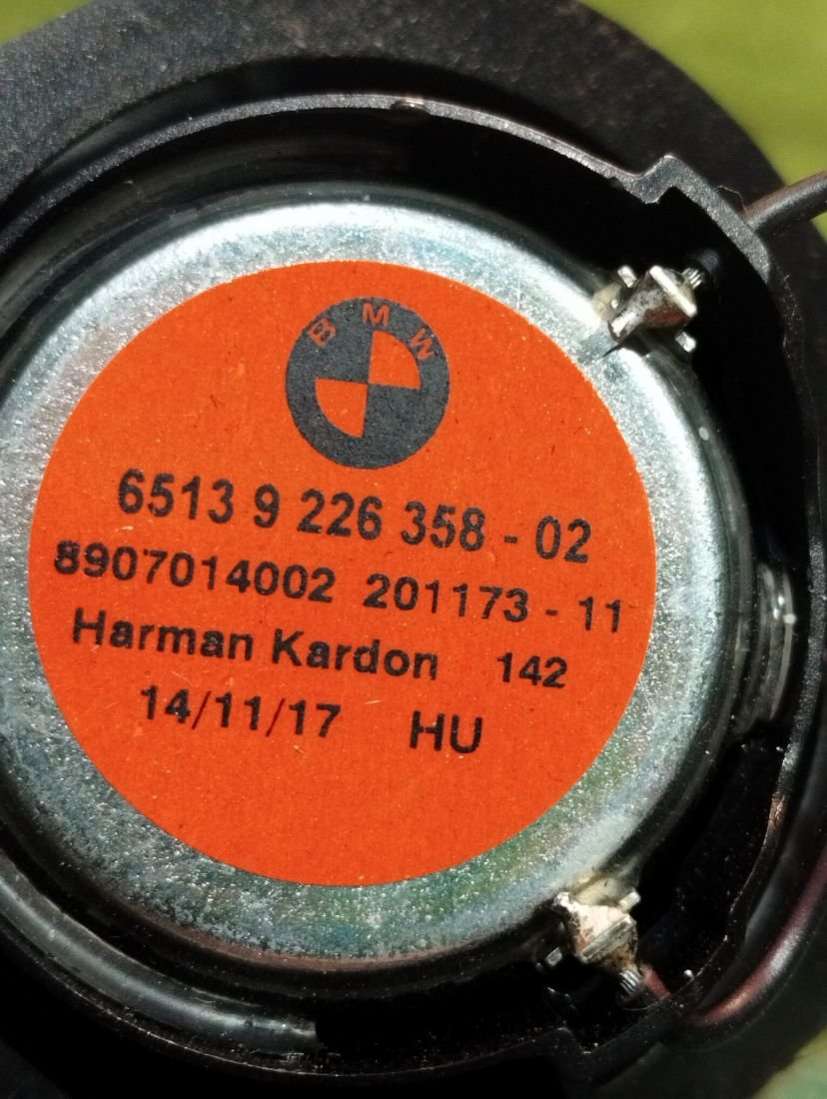 BMW
6513 9 226 358 - 02
8907014002 201173 - 11
Harman Kardon 142
14/11/17 HU